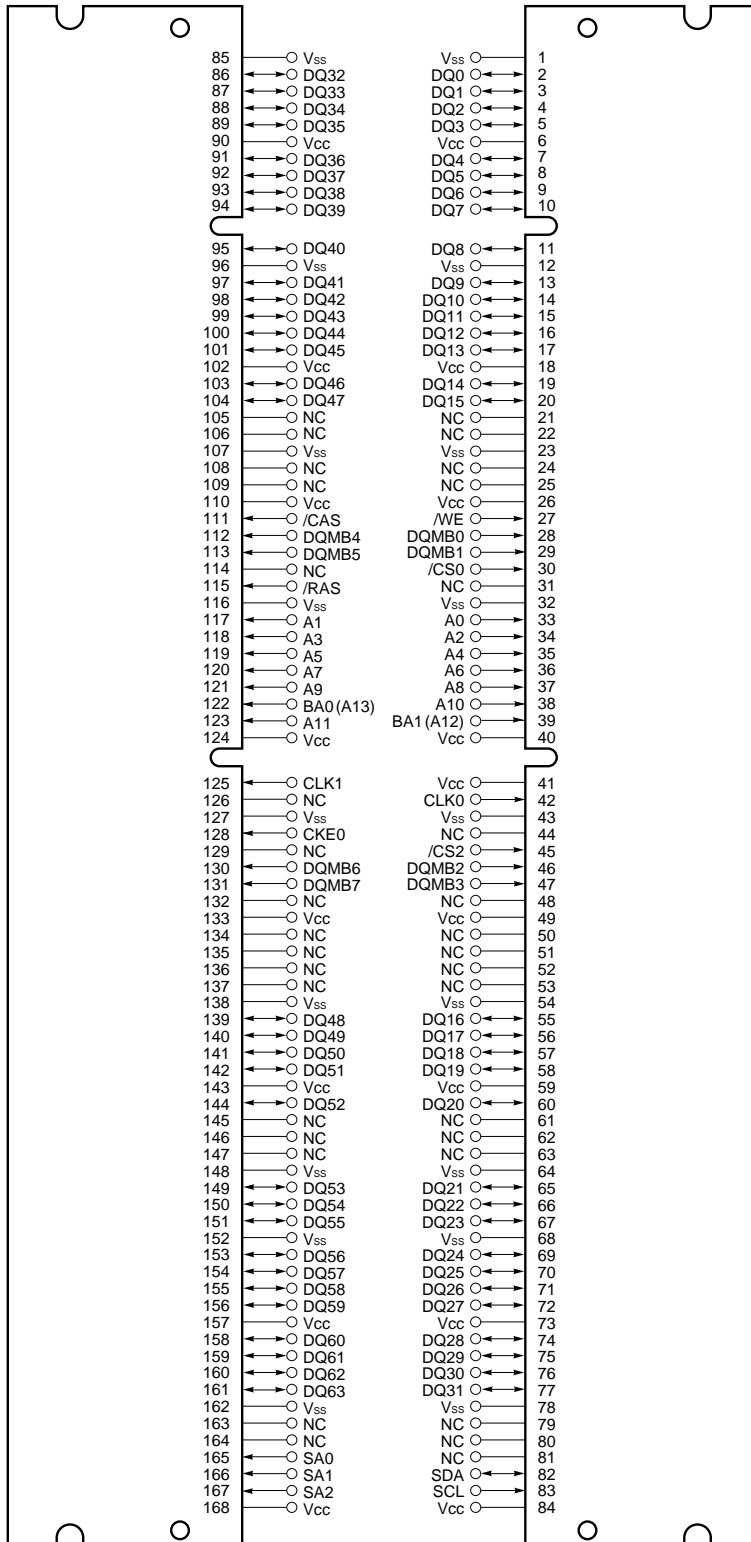 85 Vss Vss 1
86 DQ32 DQ0 2
87 DQ33 DQ1 3
88 DQ34 DQ2 4
89 DQ35 DQ3 5
90 Vcc Vcc 6
91 DQ36 DQ4 7
92 DQ37 DQ5 8
93 DQ38 DQ6 9
94 DQ39 DQ7 10
95 DQ40 DQ8 11
96 Vss Vss 12
97 DQ41 DQ9 13
98 DQ42 DQ10 14
99 DQ43 DQ11 15
100 DQ44 DQ12 16
101 DQ45 DQ13 17
102 Vcc Vcc 18
103 DQ46 DQ14 19
104 DQ47 DQ15 20
105 NC NC 21
106 NC NC 22
107 Vss Vss 23
108 NC NC 24
109 NC NC 25
110 Vcc Vcc 26
111 /CAS /WE 27
112 DQMB4 DQMB0 28
113 DQMB5 DQMB1 29
114 NC /CS0 30
115 /RAS NC 31
116 Vss Vss 32
117 A1 A0 33
118 A3 A2 34
119 A5 A4 35
120 A7 A6 36
121 A9 A8 37
122 BA0 (A13) A10 38
123 A11 BA1 (A12) 39
124 Vcc Vcc 40
125 CLK1 Vcc 41
126 NC CLK0 42
127 Vss Vss 43
128 CKE0 NC 44
129 NC /CS2 45
130 DQMB6 DQMB2 46
131 DQMB7 DQMB3 47
132 NC NC 48
133 Vcc Vcc 49
134 NC NC 50
135 NC NC 51
136 NC NC 52
137 NC NC 53
138 Vss Vss 54
139 DQ48 DQ16 55
140 DQ49 DQ17 56
141 DQ50 DQ18 57
142 DQ51 DQ19 58
143 Vcc Vcc 59
144 DQ52 DQ20 60
145 NC NC 61
146 NC NC 62
147 NC NC 63
148 Vss Vss 64
149 DQ53 DQ21 65
150 DQ54 DQ22 66
151 DQ55 DQ23 67
152 Vss Vss 68
153 DQ56 DQ24 69
154 DQ57 DQ25 70
155 DQ58 DQ26 71
156 DQ59 DQ27 72
157 Vcc Vcc 73
158 DQ60 DQ28 74
159 DQ61 DQ29 75
160 DQ62 DQ30 76
161 DQ63 DQ31 77
162 Vss Vss 78
163 NC NC 79
164 NC NC 80
165 SA0 NC 81
166 SA1 SDA 82
167 SA2 SCL 83
168 Vcc Vcc 84